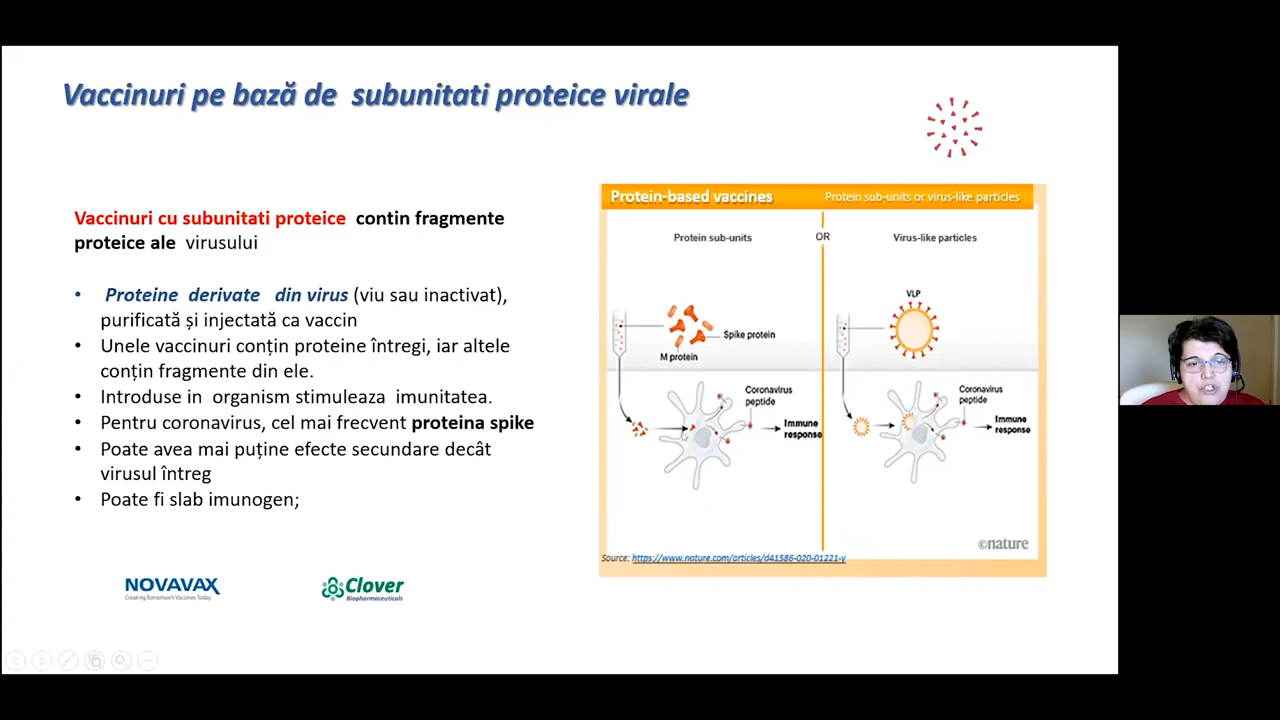 Vaccinuri pe bază de subunitati proteice virale
Vaccinuri cu subunitati proteice contin fragmente
proteice ale virusului
• Proteine derivate din virus (viu sau inactivat),
purificată și injectată ca vaccin
• Unele vaccinuri conțin proteine întregi, iar altele
conțin fragmente din ele.
• Introduse in organism stimuleaza imunitatea.
• Pentru coronavirus, cel mai frecvent proteina spike
• Poate avea mai puține efecte secundare decât
virusul întreg
• Poate fi slab imunogen;
NOVAVAX
Creating Tomorrow's Vaccines Today
Clover
Biopharmaceuticals
Protein-based vaccines
Protein sub-units or virus-like particles
Protein sub-units
OR
Virus-like particles
VLP
Spike protein
M protein
Coronavirus
peptide
Immune
response
Coronavirus
peptide
Immune
response
©nature
Source: https://www.nature.com/articles/d41586-020-01221-y